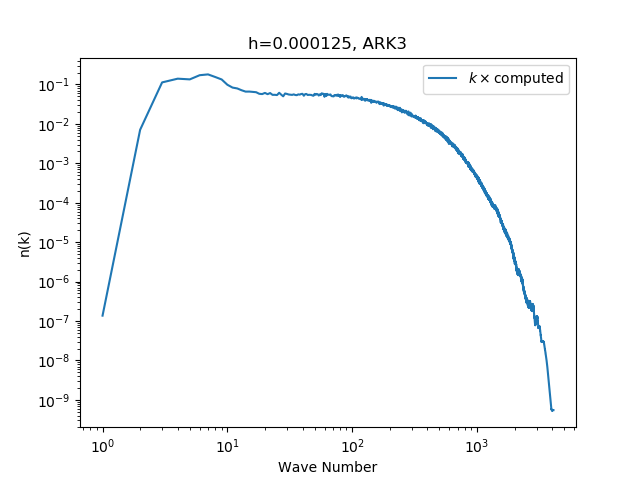 h=0.000125, ARK3
k × computed
n(k)
10⁻¹
10⁻²
10⁻³
10⁻⁴
10⁻⁵
10⁻⁶
10⁻⁷
10⁻⁸
10⁻⁹
10⁰ 10¹ 10² 10³
Wave Number